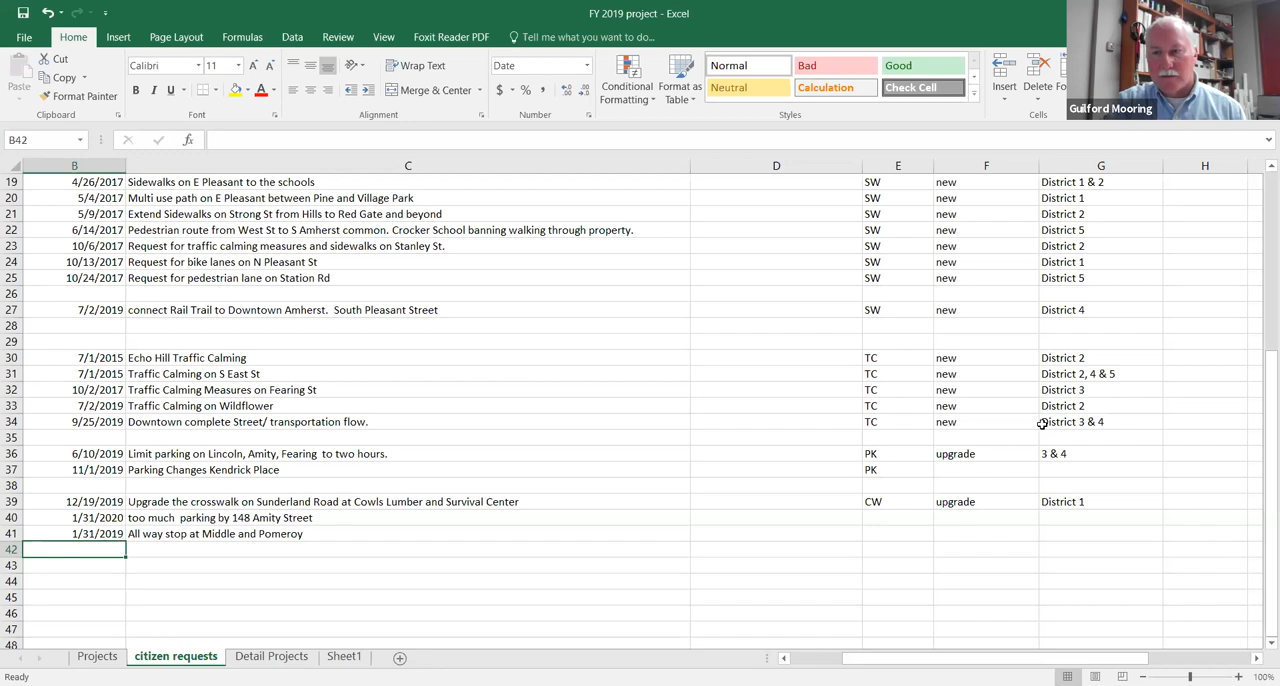 FY 2019 project - Excel
File Home Insert Page Layout Formulas Data Review View Foxit Reader PDF Tell me what you want to do...
Paste Cut Calibri 11 A A Wrap Text Date Normal Bad Good Conditional Formatting Format as Table Insert Delete Fo
Copy B I U A Merge & Center $ % , Neutral Calculation Check Cell
Format Painter
Clipboard Font Alignment Number Styles Cells
Guilford Mooring
B42 fx
B C D E F G H
19 4/26/2017 Sidewalks on E Pleasant to the schools SW new District 1 & 2
20 5/4/2017 Multi use path on E Pleasant between Pine and Village Park SW new District 1
21 5/9/2017 Extend Sidewalks on Strong St from Hills to Red Gate and beyond SW new District 2
22 6/14/2017 Pedestrian route from West St to S Amherst common. Crocker School banning walking through property. SW new District 5
23 10/6/2017 Request for traffic calming measures and sidewalks on Stanley St. SW new District 2
24 10/13/2017 Request for bike lanes on N Pleasant St SW new District 1
25 10/24/2017 Request for pedestrian lane on Station Rd SW new District 5
26
27 7/2/2019 connect Rail Trail to Downtown Amherst. South Pleasant Street SW new District 4
28
29
30 7/1/2015 Echo Hill Traffic Calming TC new District 2
31 7/1/2015 Traffic Calming on S East St TC new District 2, 4 & 5
32 10/2/2017 Traffic Calming Measures on Fearing St TC new District 3
33 7/2/2019 Traffic Calming on Wildflower TC new District 2
34 9/25/2019 Downtown complete Street/ transportation flow. TC new District 3 & 4
35
36 6/10/2019 Limit parking on Lincoln, Amity, Fearing to two hours. PK upgrade 3 & 4
37 11/1/2019 Parking Changes Kendrick Place PK
38
39 12/19/2019 Upgrade the crosswalk on Sunderland Road at Cowls Lumber and Survival Center CW upgrade District 1
40 1/31/2020 too much parking by 148 Amity Street
41 1/31/2019 All way stop at Middle and Pomeroy
42
43
44
45
46
47
48
Projects citizen requests Detail Projects Sheet1
Ready 100%